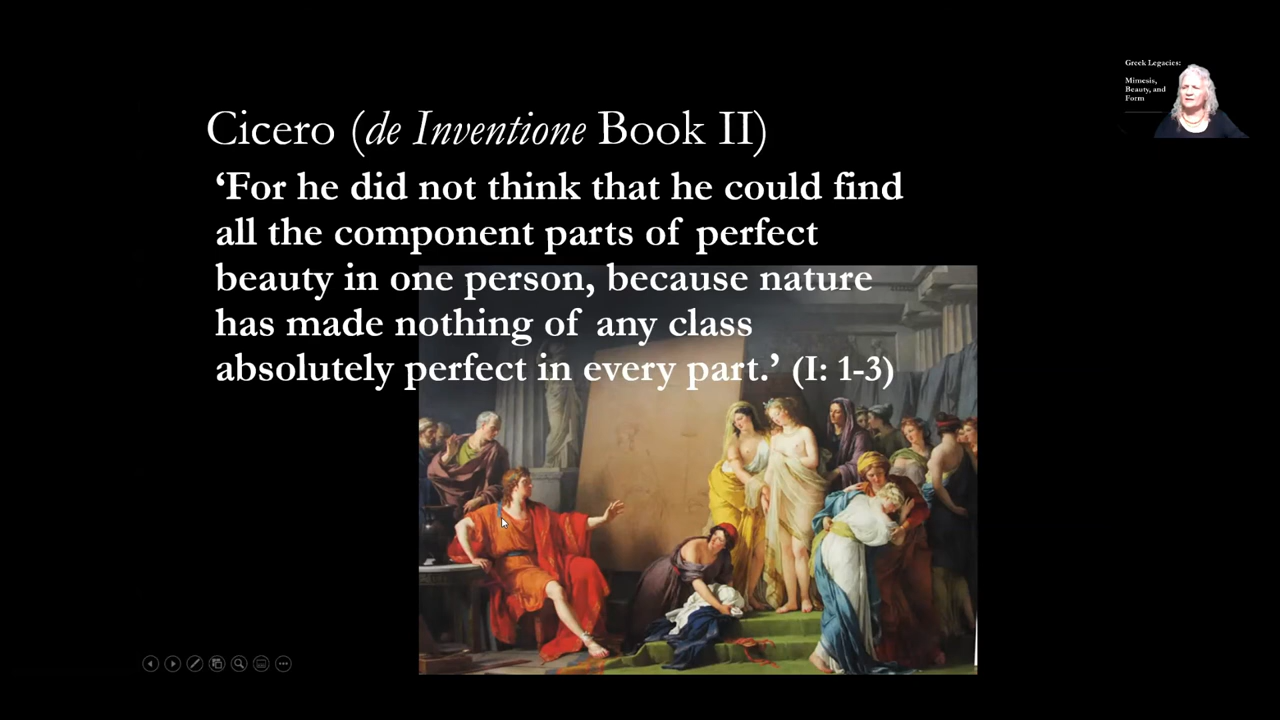 Cicero (de Inventione Book II)
‘For he did not think that he could find
all the component parts of perfect
beauty in one person, because nature
has made nothing of any class
absolutely perfect in every part.’ (I: 1-3)
Greek Legacies:
Mimesis,
Beauty, and
Form